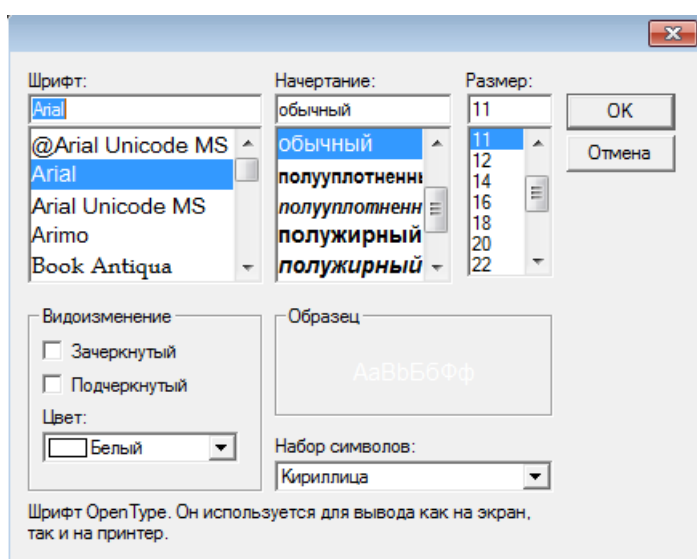 Шрифт:
Начертание:
Размер:
Arial
обычный
11
OK
Отмена
@Arial Unicode MS
Arial
Arial Unicode MS
Arimo
Book Antiqua
обычный
полууплотненны
полууплотненн
полужирный
полужирный
11
12
14
16
18
20
22
Видоизменение
Зачеркнутый
Подчеркнутый
Цвет:
Белый
Образец
АаBbБбФф
Набор символов:
Кириллица
Шрифт OpenType. Он используется для вывода как на экран,
так и на принтер.